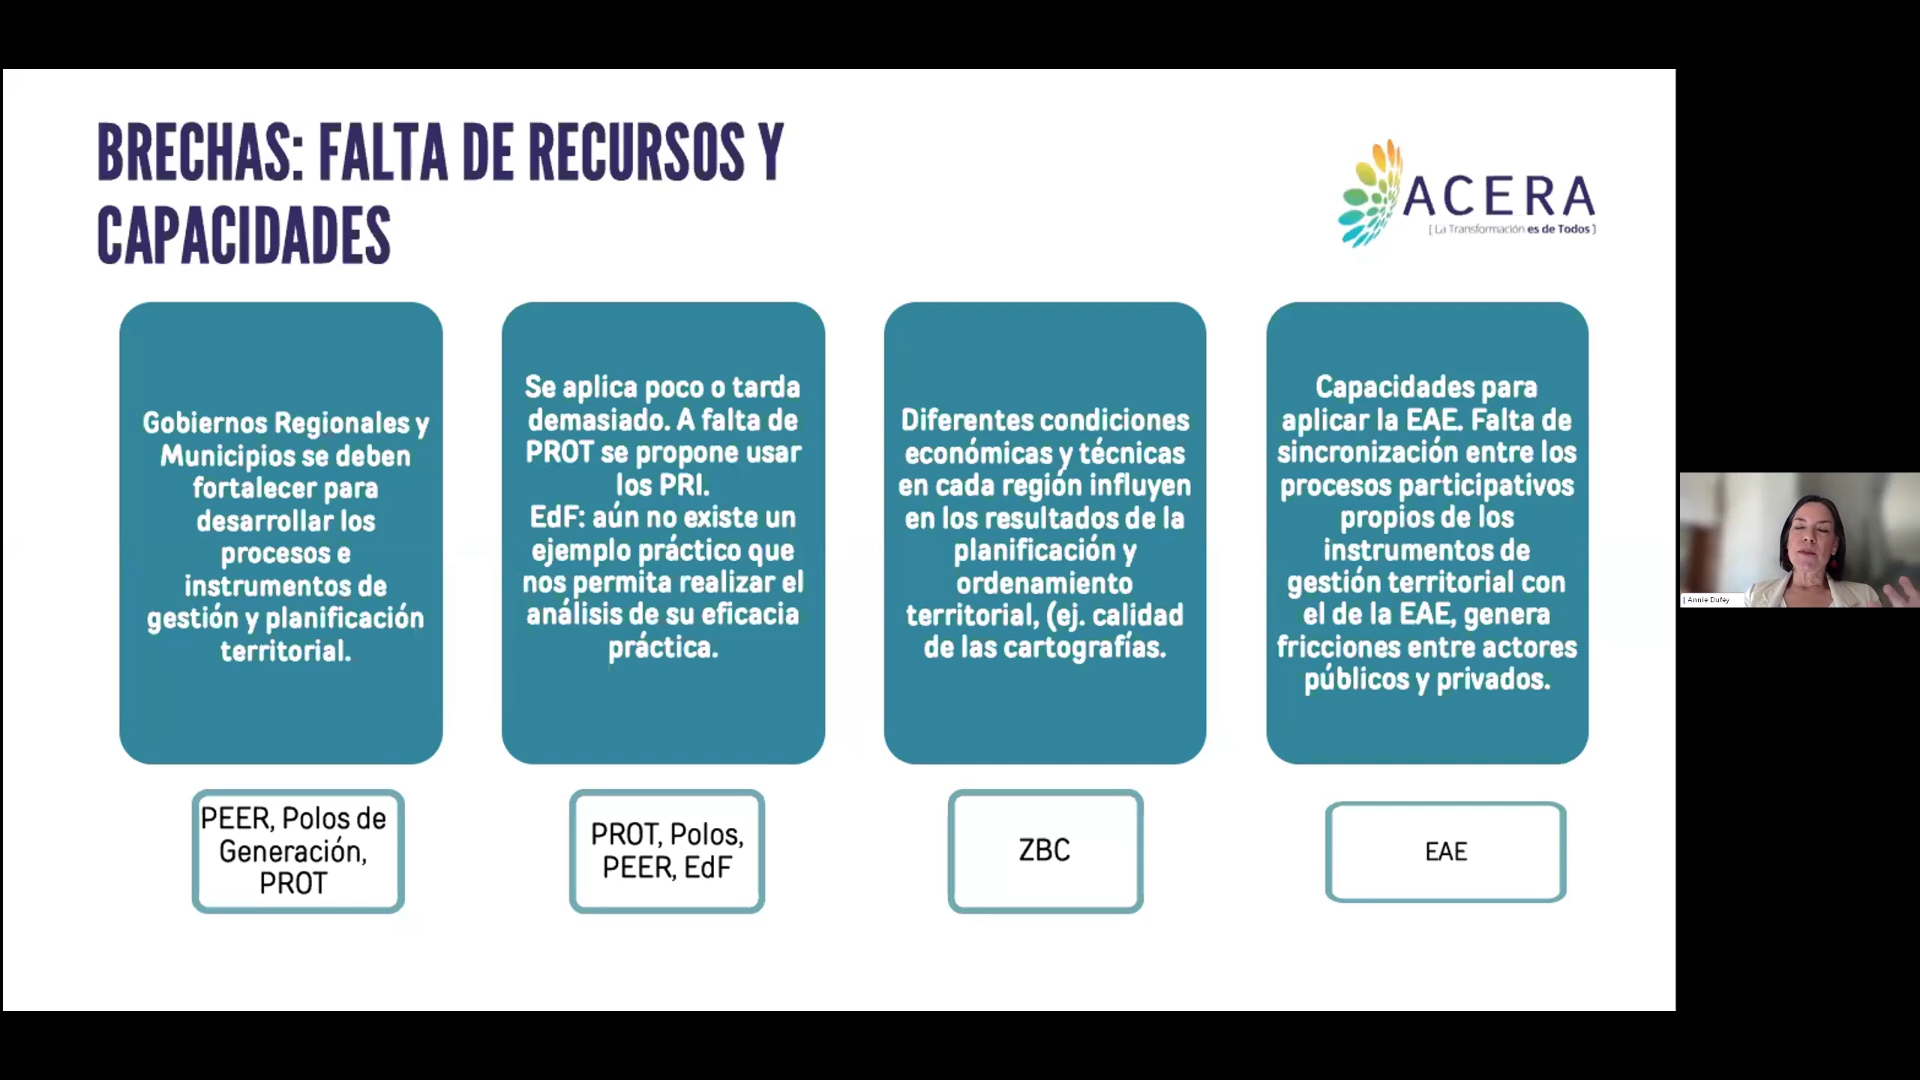 BRECHAS: FALTA DE RECURSOS Y
CAPACIDADES
ACERA
[ La Transformación es de Todos ]
Gobiernos Regionales y
Municipios se deben
fortalecer para
desarrollar los
procesos e
instrumentos de
gestión y planificación
territorial.
Se aplica poco o tarda
demasiado. A falta de
PROT se propone usar
los PRI.
EdF: aún no existe un
ejemplo práctico que
nos permita realizar el
análisis de su eficacia
práctica.
Diferentes condiciones
económicas y técnicas
en cada región influyen
en los resultados de la
planificación y
ordenamiento
territorial, (ej. calidad
de las cartografías.
Capacidades para
aplicar la EAE. Falta de
sincronización entre los
procesos participativos
propios de los
instrumentos de
gestión territorial con
el de la EAE, genera
fricciones entre actores
públicos y privados.
PEER, Polos de
Generación,
PROT
PROT, Polos,
PEER, EdF
ZBC
EAE
| Annie Dufey